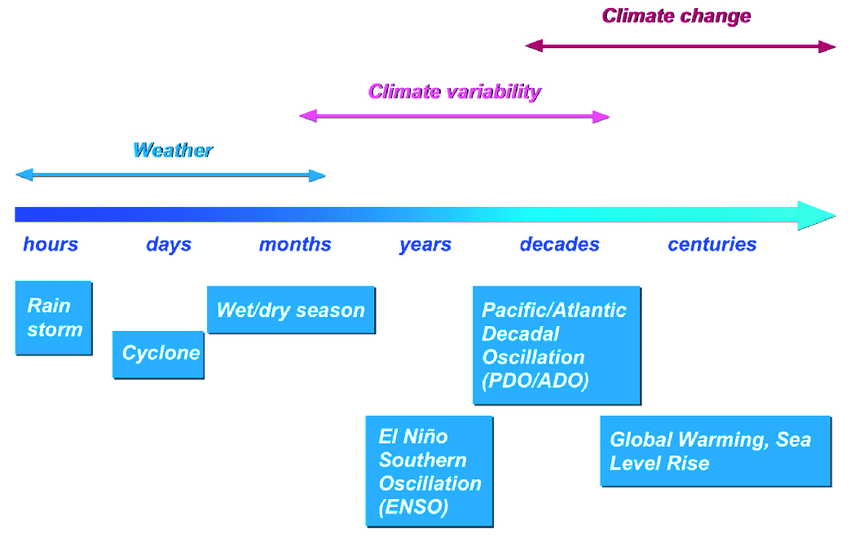 Climate change
Climate variability
Weather
hours days months years decades centuries
Rain
storm
Cyclone
Wet/dry season
El Niño
Southern
Oscillation
(ENSO)
Pacific/Atlantic
Decadal
Oscillation
(PDO/ADO)
Global Warming, Sea
Level Rise